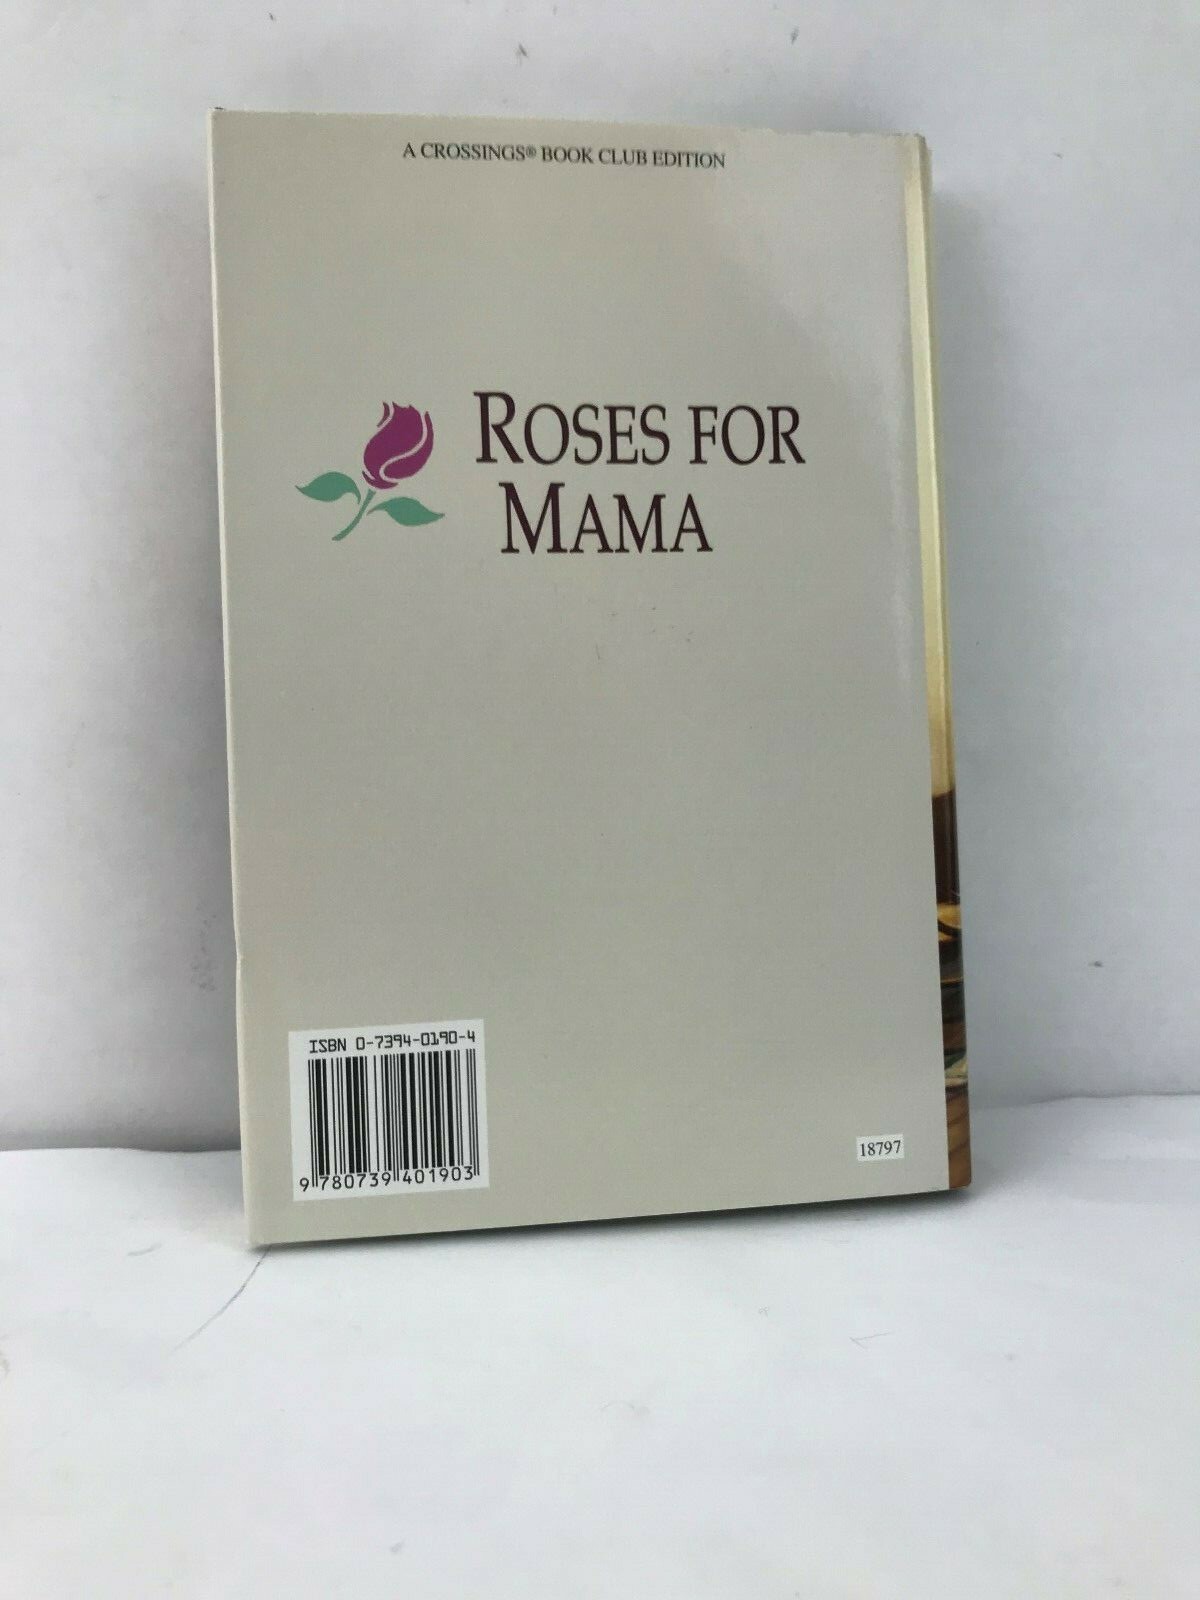 A CROSSINGS® BOOK CLUB EDITION
ROSES FOR
MAMA
ISBN 0-7394-0190-4
9 780739 401903
18797